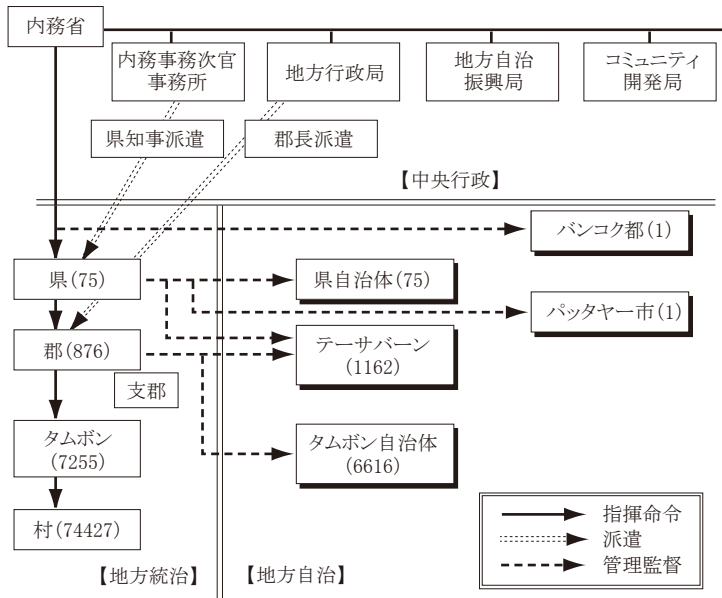 内務省
内務事務次官
事務所
地方行政局
地方自治
振興局
コミュニティ
開発局
県知事派遣
郡長派遣
【中央行政】
バンコク都(1)
県(75)
県自治体(75)
パッタヤー市(1)
郡(876)
テーサバーン
(1162)
支郡
タムボン
(7255)
タムボン自治体
(6616)
村(74427)
指揮命令
派遣
管理監督
【地方統治】
【地方自治】